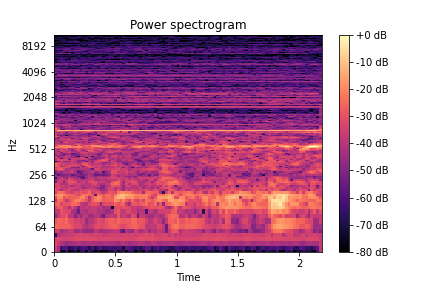 Power spectrogram
Hz
8192
4096
2048
1024
512
256
128
64
0
0
0.5
1
1.5
2
Time
+0 dB
-10 dB
-20 dB
-30 dB
-40 dB
-50 dB
-60 dB
-70 dB
-80 dB